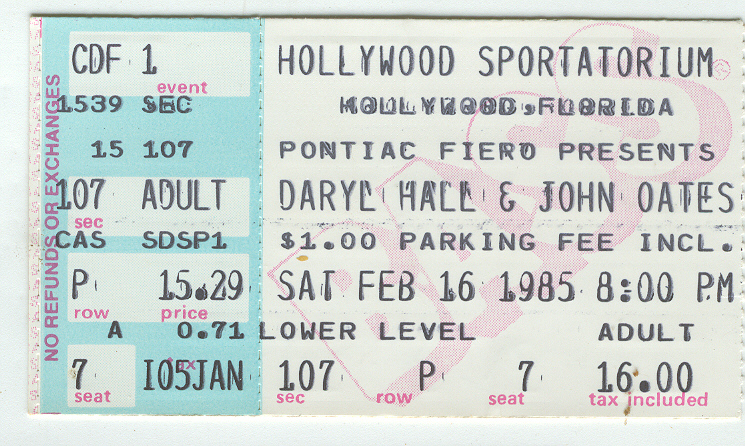 NO REFUNDS OR EXCHANGES
CDF 1
event
1539 SEC
15 107
107 ADULT
sec
CAS SDSP1
P 15.29
row price
A 0.71
tax
7 I05JAN
seat
HOLLYWOOD SPORTATORIUM
HOLLYWOOD,FLORIDA
PONTIAC FIERO PRESENTS
DARYL HALL & JOHN OATES
$1.00 PARKING FEE INCL.
SAT FEB 16 1985 8:00 PM
LOWER LEVEL ADULT
107 P 7 16.00
sec row seat tax included
BASS